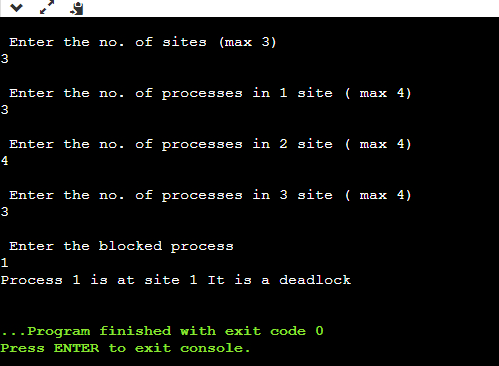 Enter the no. of sites (max 3)
3
Enter the no. of processes in 1 site ( max 4)
3
Enter the no. of processes in 2 site ( max 4)
4
Enter the no. of processes in 3 site ( max 4)
3
Enter the blocked process
1
Process 1 is at site 1 It is a deadlock
...Program finished with exit code 0
Press ENTER to exit console.